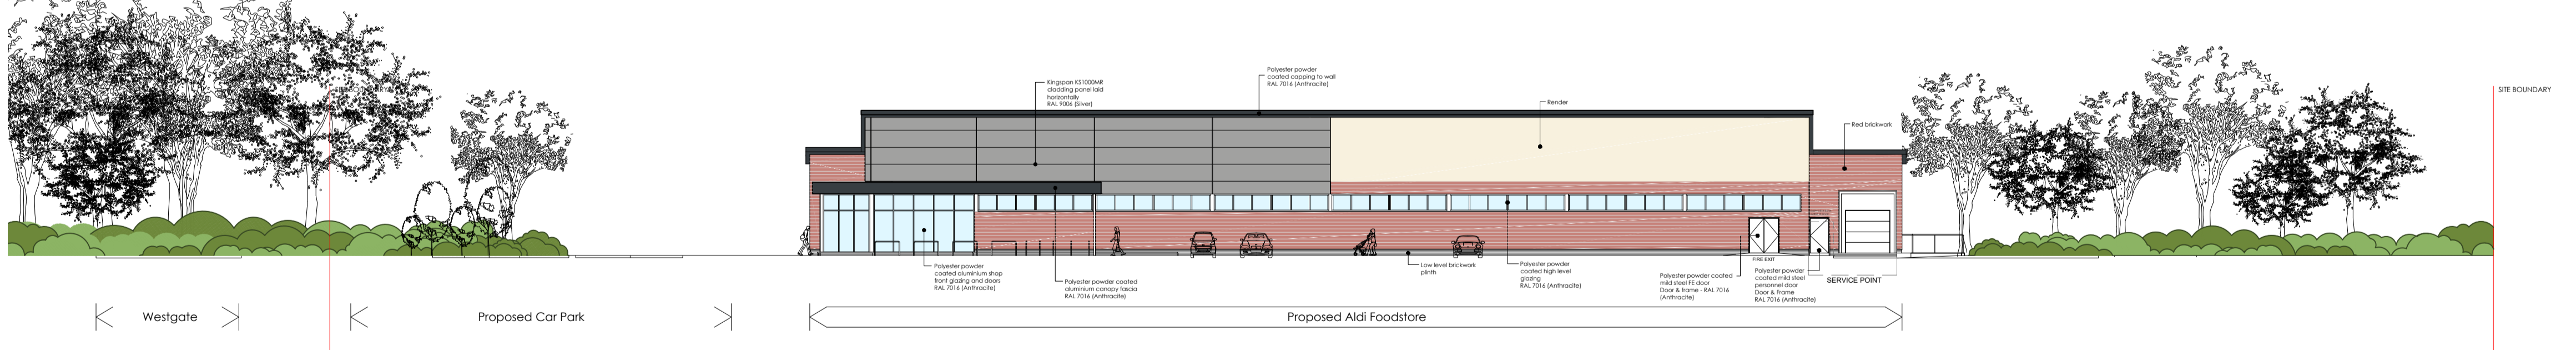 SITE BOUNDARY
Kingspan KS1000MR
cladding panel laid
horizontally
RAL 9006 (Silver)
Polyester powder
coated capping to wall
RAL 7016 (Anthracite)
Render
Red brickwork
SITE BOUNDARY
Polyester powder
coated aluminium shop
front glazing and doors
RAL 7016 (Anthracite)
Polyester powder coated
aluminium canopy fascia
RAL 7016 (Anthracite)
Low level brickwork
plinth
Polyester powder
coated high level
glazing
RAL 7016 (Anthracite)
Polyester powder coated
mild steel FE door
Door & frame - RAL 7016
(Anthracite)
FIRE EXIT
Polyester powder
coated mild steel
personnel door
Door & Frame
RAL 7016 (Anthracite)
SERVICE POINT
Westgate
Proposed Car Park
Proposed Aldi Foodstore